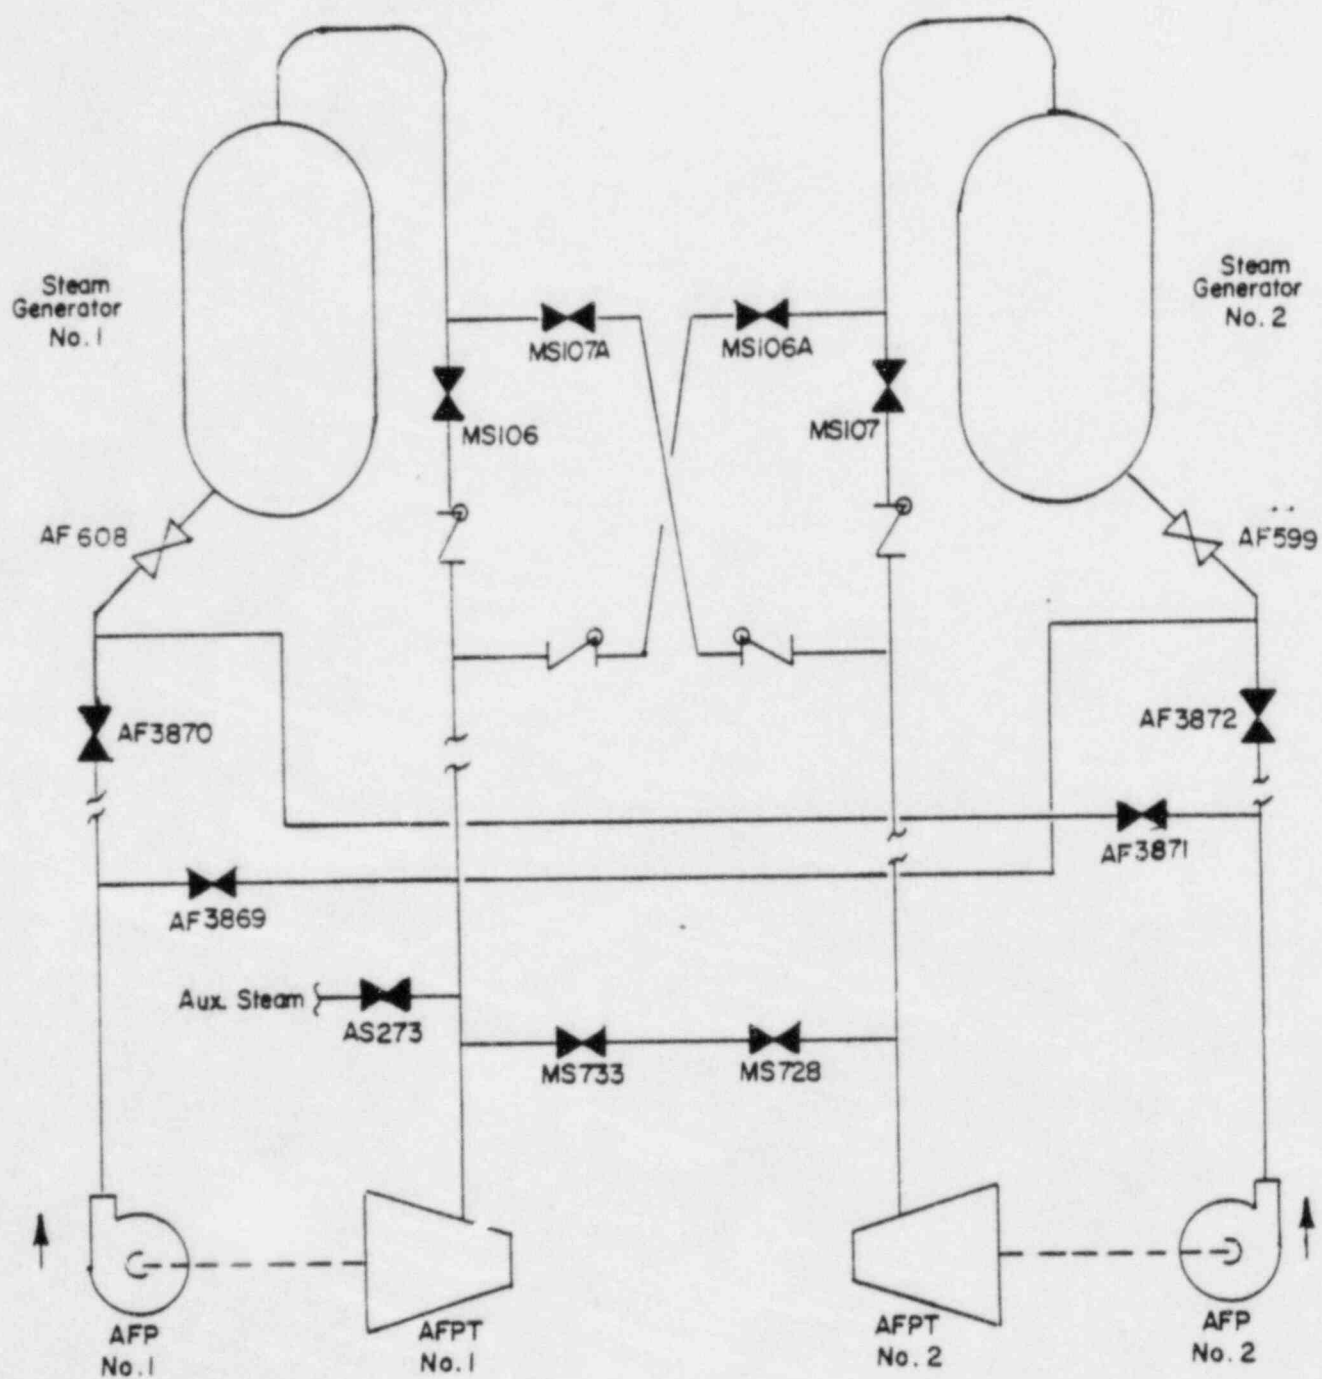 Steam
Generator
No. 1
Steam
Generator
No. 2
MS107A
MS106A
MS106
MS107
AF 608
AF599
AF3870
AF3872
AF3871
AF3869
Aux. Steam
AS273
MS733
MS728
AFP
No. 1
AFPT
No. 1
AFPT
No. 2
AFP
No. 2